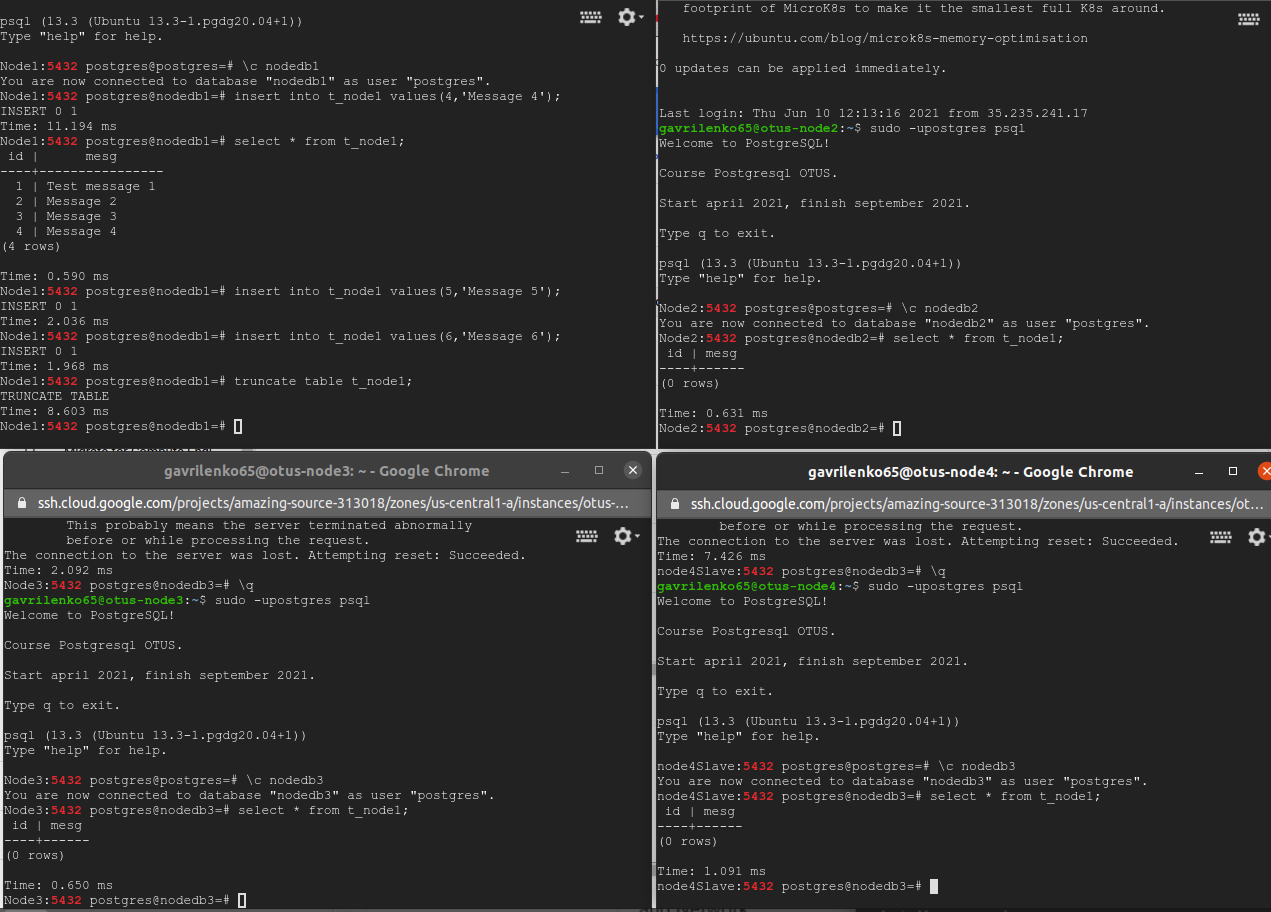 psql (13.3 (Ubuntu 13.3-1.pgdg20.04+1))
Type "help" for help.
Node1:5432 postgres@postgres=# \c nodedb1
You are now connected to database "nodedb1" as user "postgres".
Node1:5432 postgres@nodedb1=# insert into t_node1 values(4,'Message 4');
INSERT 0 1
Time: 11.194 ms
Node1:5432 postgres@nodedb1=# select * from t_node1;
 id |      mesg
----+----------------
  1 | Test message 1
  2 | Message 2
  3 | Message 3
  4 | Message 4
(4 rows)
Time: 0.590 ms
Node1:5432 postgres@nodedb1=# insert into t_node1 values(5,'Message 5');
INSERT 0 1
Time: 2.036 ms
Node1:5432 postgres@nodedb1=# insert into t_node1 values(6,'Message 6');
INSERT 0 1
Time: 1.968 ms
Node1:5432 postgres@nodedb1=# truncate table t_node1;
TRUNCATE TABLE
Time: 8.603 ms
Node1:5432 postgres@nodedb1=#
footprint of MicroK8s to make it the smallest full K8s around.
https://ubuntu.com/blog/microk8s-memory-optimisation
0 updates can be applied immediately.
Last login: Thu Jun 10 12:13:16 2021 from 35.235.241.17
gavrilenko65@otus-node2:~$ sudo -upostgres psql
Welcome to PostgreSQL!
Course Postgresql OTUS.
Start april 2021, finish september 2021.
Type q to exit.
psql (13.3 (Ubuntu 13.3-1.pgdg20.04+1))
Type "help" for help.
Node2:5432 postgres@postgres=# \c nodedb2
You are now connected to database "nodedb2" as user "postgres".
Node2:5432 postgres@nodedb2=# select * from t_node1;
 id | mesg
----+------
(0 rows)
Time: 0.631 ms
Node2:5432 postgres@nodedb2=#
gavrilenko65@otus-node3: ~ - Google Chrome
ssh.cloud.google.com/projects/amazing-source-313018/zones/us-central1-a/instances/otus-...
This probably means the server terminated abnormally
before or while processing the request.
The connection to the server was lost. Attempting reset: Succeeded.
Time: 2.092 ms
Node3:5432 postgres@nodedb3=# \q
gavrilenko65@otus-node3:~$ sudo -upostgres psql
Welcome to PostgreSQL!
Course Postgresql OTUS.
Start april 2021, finish september 2021.
Type q to exit.
psql (13.3 (Ubuntu 13.3-1.pgdg20.04+1))
Type "help" for help.
Node3:5432 postgres@postgres=# \c nodedb3
You are now connected to database "nodedb3" as user "postgres".
Node3:5432 postgres@nodedb3=# select * from t_node1;
 id | mesg
----+------
(0 rows)
Time: 0.650 ms
Node3:5432 postgres@nodedb3=#
gavrilenko65@otus-node4: ~ - Google Chrome
ssh.cloud.google.com/projects/amazing-source-313018/zones/us-central1-a/instances/ot...
before or while processing the request.
The connection to the server was lost. Attempting reset: Succeeded.
Time: 7.426 ms
node4Slave:5432 postgres@nodedb3=# \q
gavrilenko65@otus-node4:~$ sudo -upostgres psql
Welcome to PostgreSQL!
Course Postgresql OTUS.
Start april 2021, finish september 2021.
Type q to exit.
psql (13.3 (Ubuntu 13.3-1.pgdg20.04+1))
Type "help" for help.
node4Slave:5432 postgres@postgres=# \c nodedb3
You are now connected to database "nodedb3" as user "postgres".
node4Slave:5432 postgres@nodedb3=# select * from t_node1;
 id | mesg
----+------
(0 rows)
Time: 1.091 ms
node4Slave:5432 postgres@nodedb3=#